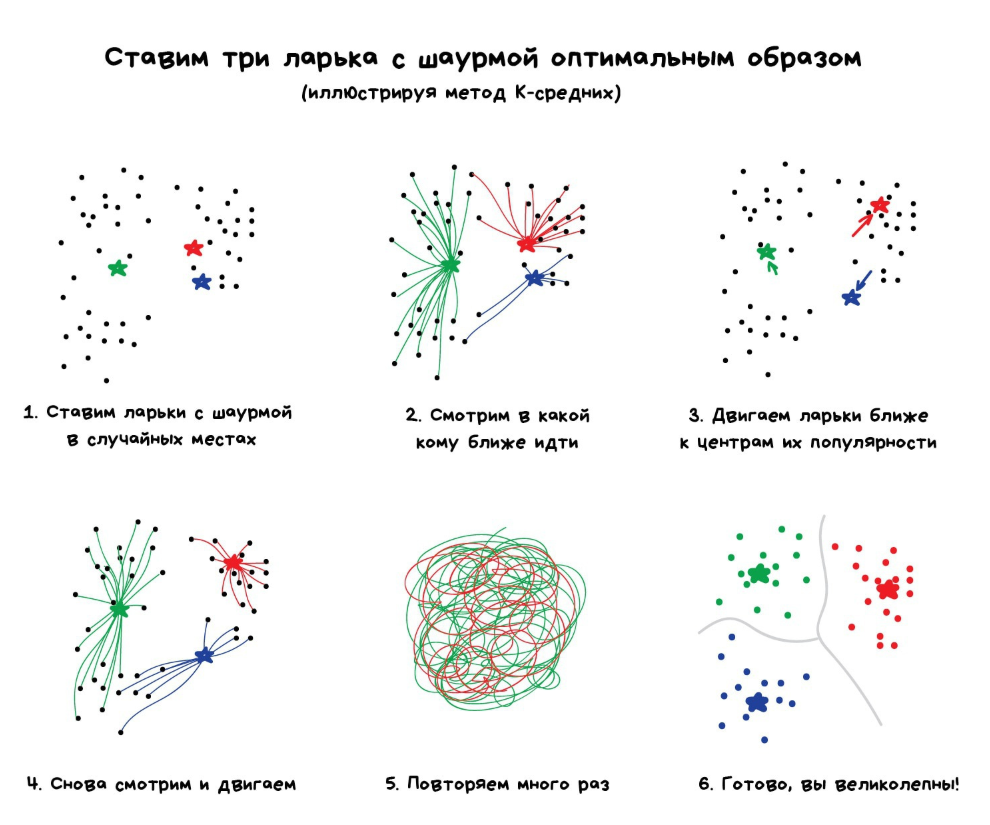 Ставим три ларька с шаурмой оптимальным образом
(иллюстрируя метод К-средних)
1. Ставим ларьки с шаурмой
в случайных местах
2. Смотрим в какой
кому ближе идти
3. Двигаем ларьки ближе
к центрам их популярности
4. Снова смотрим и двигаем
5. Повторяем много раз
6. Готово, вы великолепны!